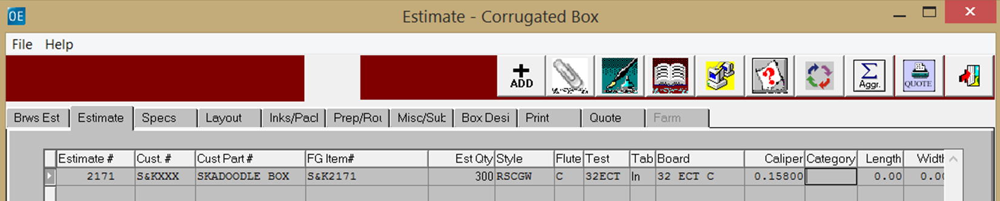 OE Estimate - Corrugated Box
File Help
ADD Aggr. QUOTE
Brws Est Estimate Specs Layout Inks/Pacl Prep/Rou Misc/Sub Box Desi Print Quote Farm
Estimate # Cust. # Cust Part # FG Item# Est Qty Style Flute Test Tab Board Caliper Category Length Width
2171 S&KXXX SKADOODLE BOX S&K2171 300 RSCGW C 32ECT In 32 ECT C 0.15800 0.00 0.00